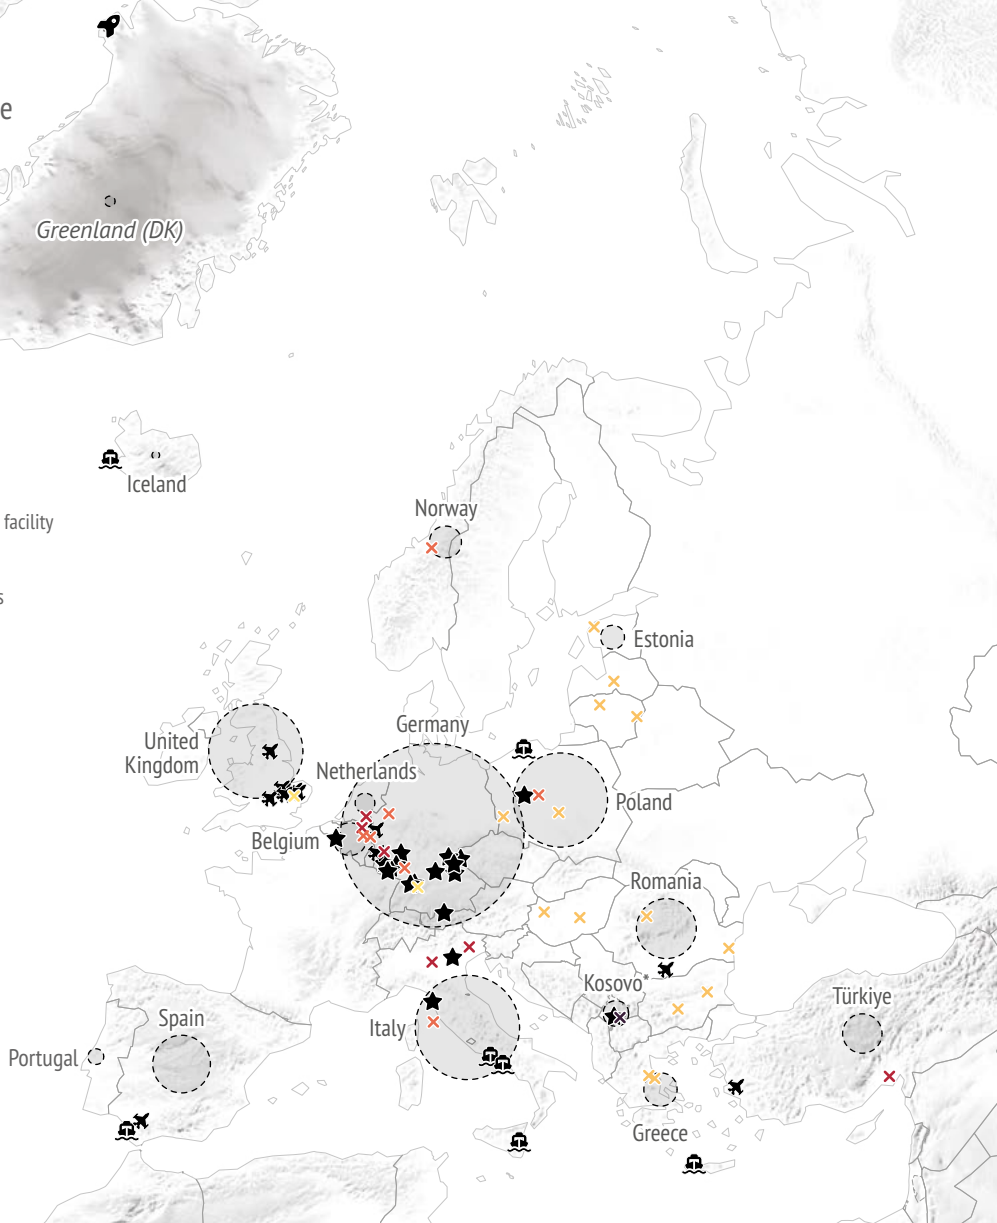 e
Greenland (DK)
Iceland
Norway
facility
s
Estonia
Germany
United
Kingdom
Netherlands
Poland
Belgium
Romania
Kosovo*
Türkiye
Spain
Italy
Portugal
Greece